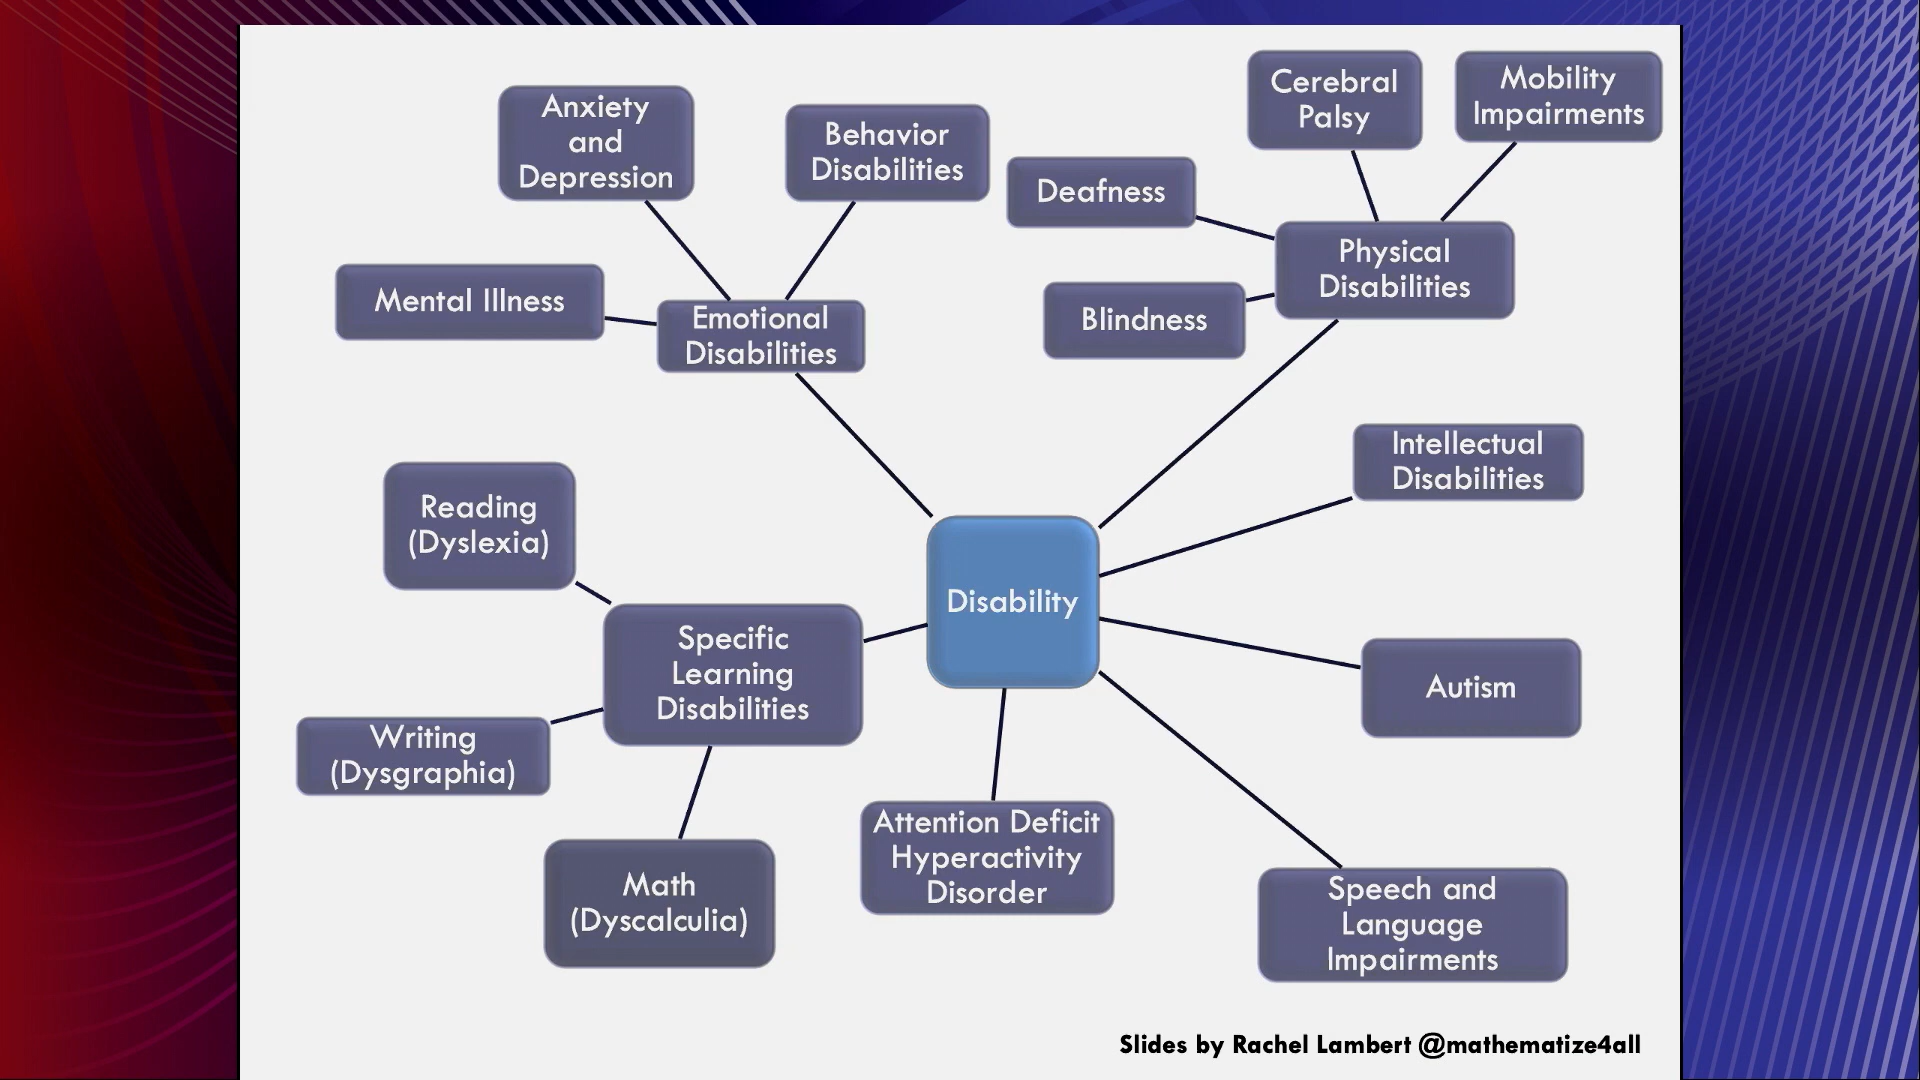 Anxiety
and
Depression
Behavior
Disabilities
Mental Illness
Emotional
Disabilities
Cerebral
Palsy
Mobility
Impairments
Deafness
Physical
Disabilities
Blindness
Intellectual
Disabilities
Disability
Autism
Reading
(Dyslexia)
Specific
Learning
Disabilities
Writing
(Dysgraphia)
Math
(Dyscalculia)
Attention Deficit
Hyperactivity
Disorder
Speech and
Language
Impairments
Slides by Rachel Lambert @mathematize4all